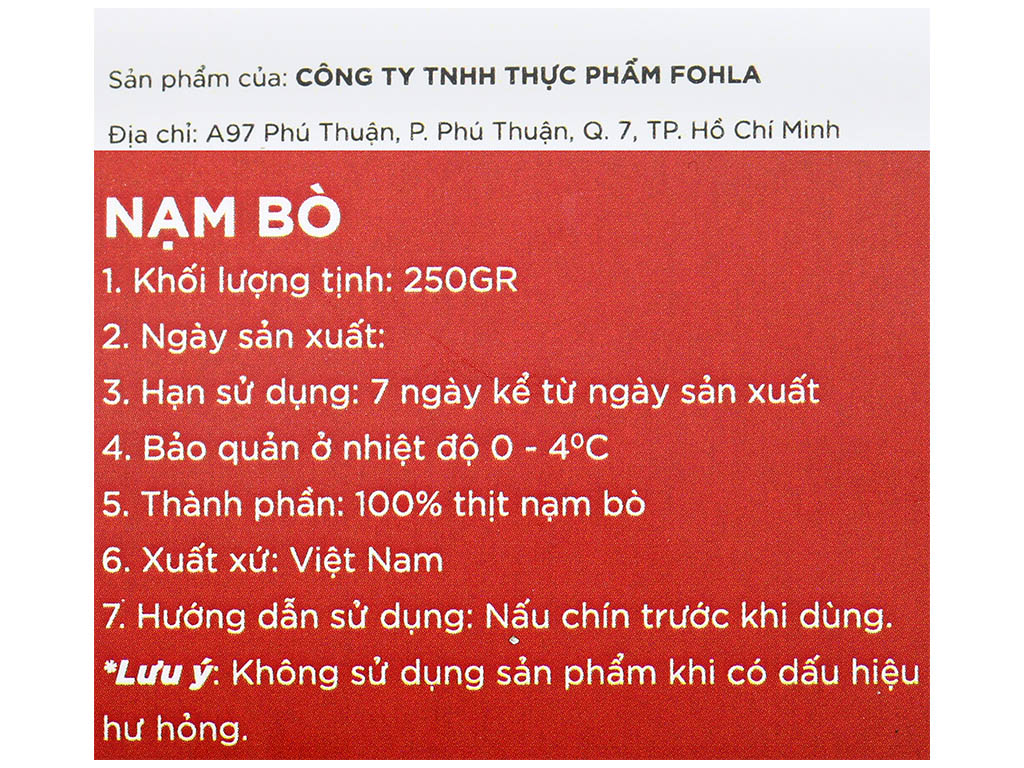 Sản phẩm của: CÔNG TY TNHH THỰC PHẨM FOHLA
Địa chỉ: A97 Phú Thuận, P. Phú Thuận, Q. 7, TP. Hồ Chí Minh
NẠM BÒ
1. Khối lượng tịnh: 250GR
2. Ngày sản xuất:
3. Hạn sử dụng: 7 ngày kể từ ngày sản xuất
4. Bảo quản ở nhiệt độ 0 - 4⁰C
5. Thành phần: 100% thịt nạm bò
6. Xuất xứ: Việt Nam
7. Hướng dẫn sử dụng: Nấu chín trước khi dùng.
*Lưu ý: Không sử dụng sản phẩm khi có dấu hiệu
hư hỏng.